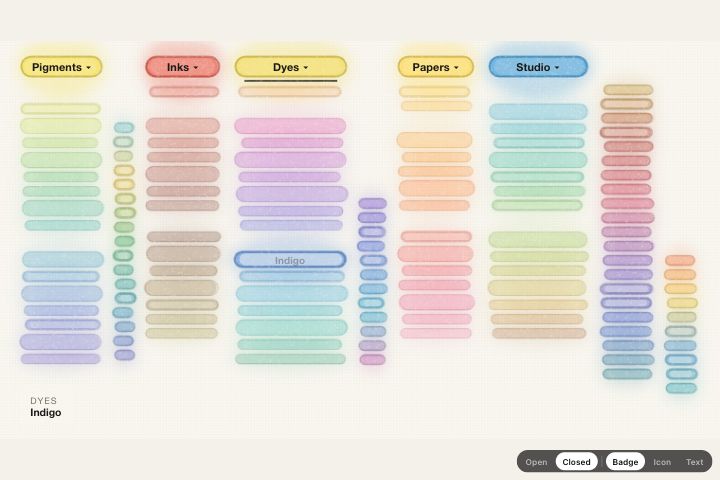 Pigments
Inks
Dyes
Papers
Studio
Indigo
DYES
Indigo
Open
Closed
Badge
Icon
Text